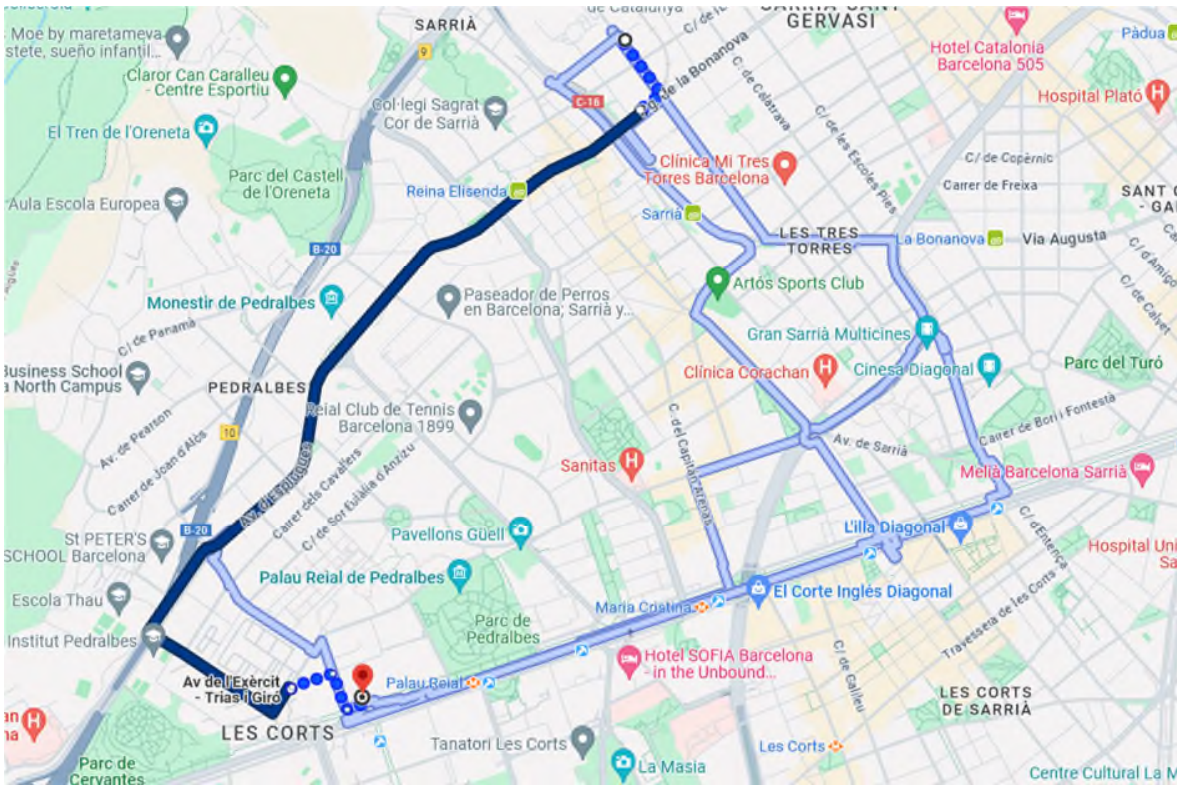 de Catalunya
SARRIÀ
GERVASI
Moe by maretameva
stete, sueño infantil...
9
Hotel Catalonia
Barcelona 505
Pàdua
Claror Can Caralleu
- Centre Esportiu
C-16
Pg. de la Bonanova
C. de Calatrava
Hospital Plató
H
Col·legi Sagrat
Cor de Sarrià
C/ de les Escoles Pies
El Tren de l'Oreneta
Clínica Mi Tres
Torres Barcelona
C/ de Copèrnic
Parc del Castell
de l'Oreneta
Carrer de Freixa
Reina Elisenda
SANT
Aula Escola Europea
Sarrià
LES TRES
TORRES
La Bonanova
Via Augusta
B-20
Artós Sports Club
C/ d'Amigó
Monestir de Pedralbes
Paseador de Perros
en Barcelona; Sarrià y...
C/ de Calvet
C/ de Panamà
Gran Sarrià Multicines
Business School
a North Campus
Clínica Corachan
Cinesa Diagonal
Parc del Turó
PEDRALBES
Reial Club de Tennis
Barcelona 1899
Carrer de Bori i Fontestà
10
Av. de Pearson
C. del Capitan Arenas
Av. de Sarrià
Carrer de Joan d'Alòs
Sanitas
H
Melià Barcelona Sarrià
Av. d'Esplugues
Carrer dels Cavallers
C/ de Sor Eulàlia d'Anzizu
B-20
St PETER'S
SCHOOL Barcelona
Pavellons Güell
L'illa Diagonal
C/ d'Entença
Hospital Uni
Sa
Palau Reial de Pedralbes
Escola Thau
El Corte Inglés Diagonal
Maria Cristina
Travessera de les Corts
Institut Pedralbes
Parc de
Pedralbes
Hotel SOFIA Barcelona
- in the Unbound...
C/ de Galileu
Av de l'Exèrcit
- Trias i Giró
Palau Reial
LES CORTS
DE SARRIÀ
H
LES CORTS
Tanatori Les Corts
Les Corts
Parc de
Cervantes
La Masia
Centre Cultural La M